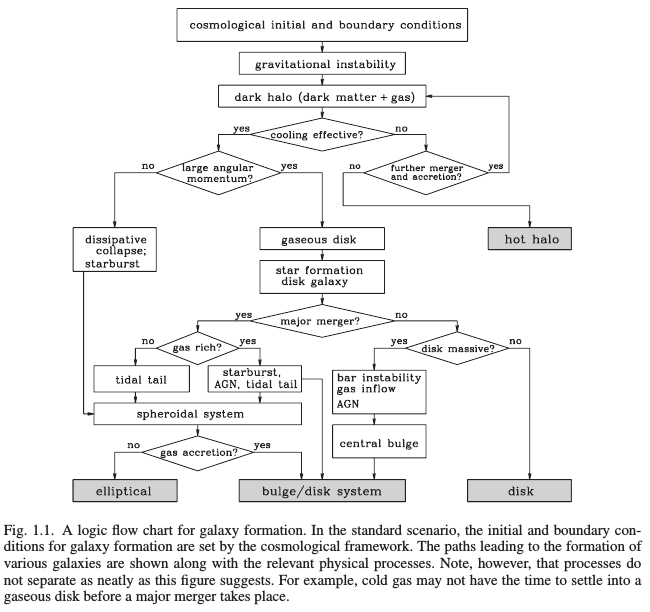 cosmological initial and boundary conditions
gravitational instability
dark halo (dark matter + gas)
yes
cooling effective?
no
no
large angular
momentum?
yes
no
further merger
and accretion?
yes
dissipative
collapse;
starburst
gaseous disk
hot halo
star formation
disk galaxy
yes
major merger?
no
no
gas rich?
yes
yes
disk massive?
no
tidal tail
starburst,
AGN, tidal tail
bar instability
gas inflow
AGN
spheroidal system
central bulge
no
gas accretion?
yes
elliptical
bulge/disk system
disk
Fig. 1.1. A logic flow chart for galaxy formation. In the standard scenario, the initial and boundary con-
ditions for galaxy formation are set by the cosmological framework. The paths leading to the formation of
various galaxies are shown along with the relevant physical processes. Note, however, that processes do
not separate as neatly as this figure suggests. For example, cold gas may not have the time to settle into a
gaseous disk before a major merger takes place.